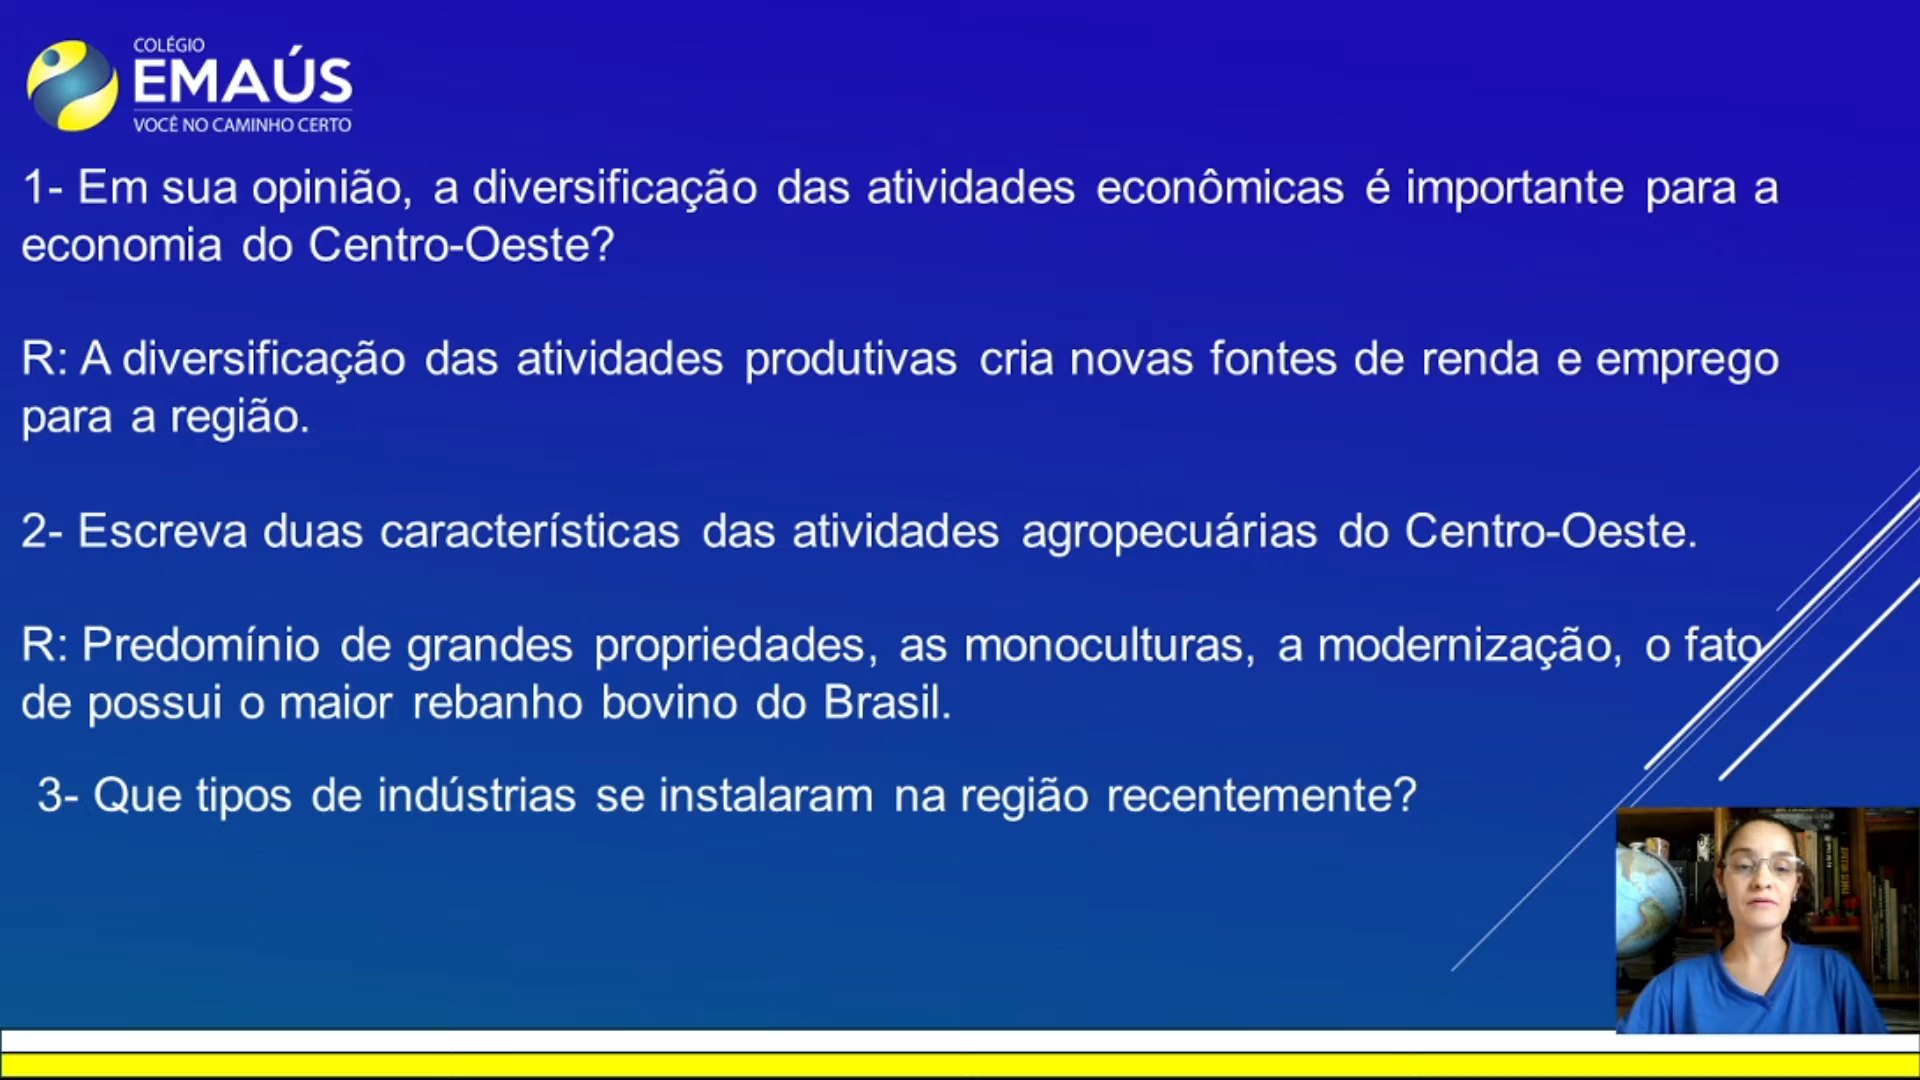 COLÉGIO
EMAÚS
VOCÊ NO CAMINHO CERTO
1- Em sua opinião, a diversificação das atividades econômicas é importante para a
economia do Centro-Oeste?
R: A diversificação das atividades produtivas cria novas fontes de renda e emprego
para a região.
2- Escreva duas características das atividades agropecuárias do Centro-Oeste.
R: Predomínio de grandes propriedades, as monoculturas, a modernização, o fato
de possui o maior rebanho bovino do Brasil.
3- Que tipos de indústrias se instalaram na região recentemente?